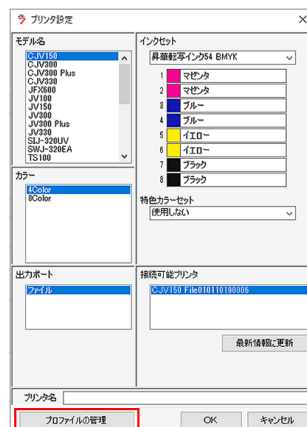 プリンタ設定
モデル名
CJV150
CJV300
CJV300 Plus
CJV330
JFX600
JV100
JV150
JV300
JV300 Plus
JV330
SIJ-320UV
SWJ-320EA
TS100
カラー
4Color
8Color
出力ポート
ファイル
インクセット
昇華転写インク54 BMYK
1 マゼンタ
2 マゼンタ
3 ブルー
4 ブルー
5 イエロー
6 イエロー
7 ブラック
8 ブラック
特色カラーセット
使用しない
接続可能プリンタ
CJV150 File010110190006
最新情報に更新
プリンタ名
プロファイルの管理
OK
キャンセル